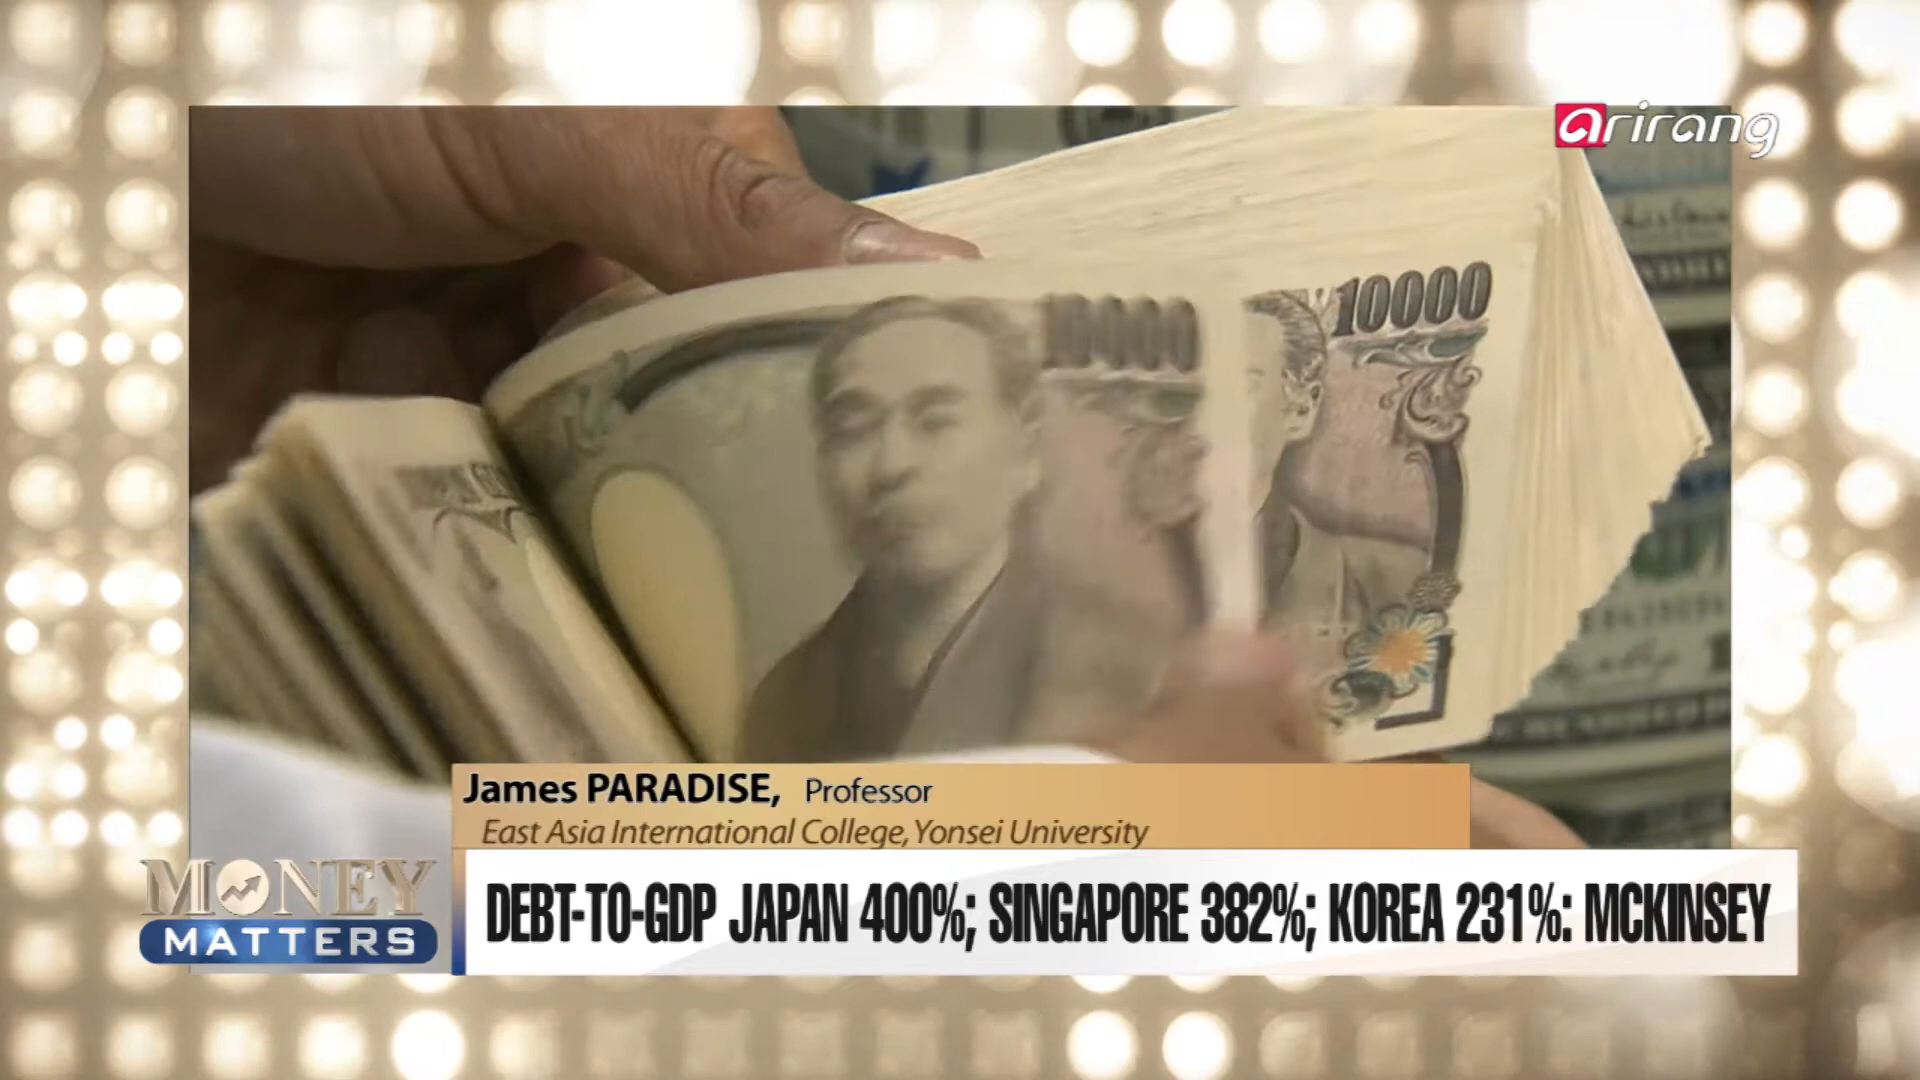 arirang
10000
10000
James PARADISE, Professor
East Asia International College, Yonsei University
MONEY
MATTERS
DEBT-TO-GDP JAPAN 400%; SINGAPORE 382%; KOREA 231%: MCKINSEY